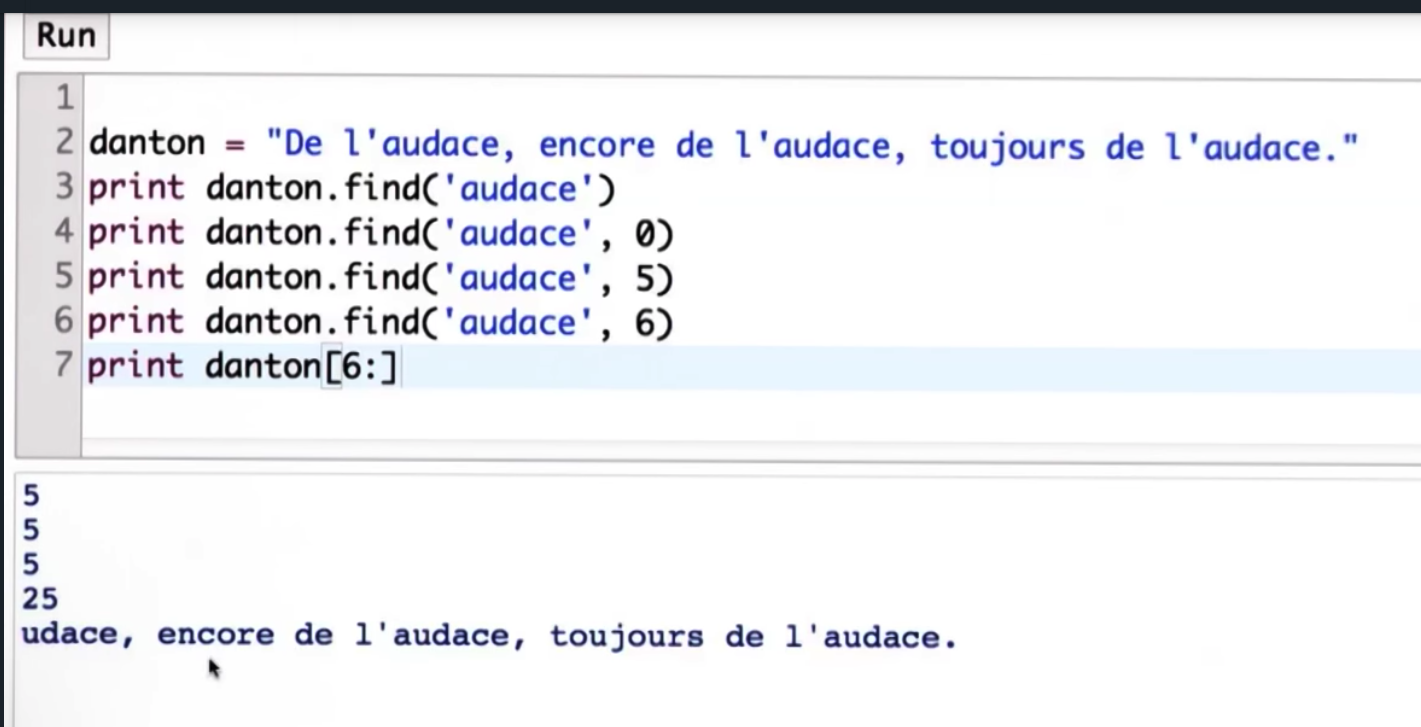 Run
1
2 danton = "De l'audace, encore de l'audace, toujours de l'audace."
3 print danton.find('audace')
4 print danton.find('audace', 0)
5 print danton.find('audace', 5)
6 print danton.find('audace', 6)
7 print danton[6:]
5
5
5
25
udace, encore de l'audace, toujours de l'audace.